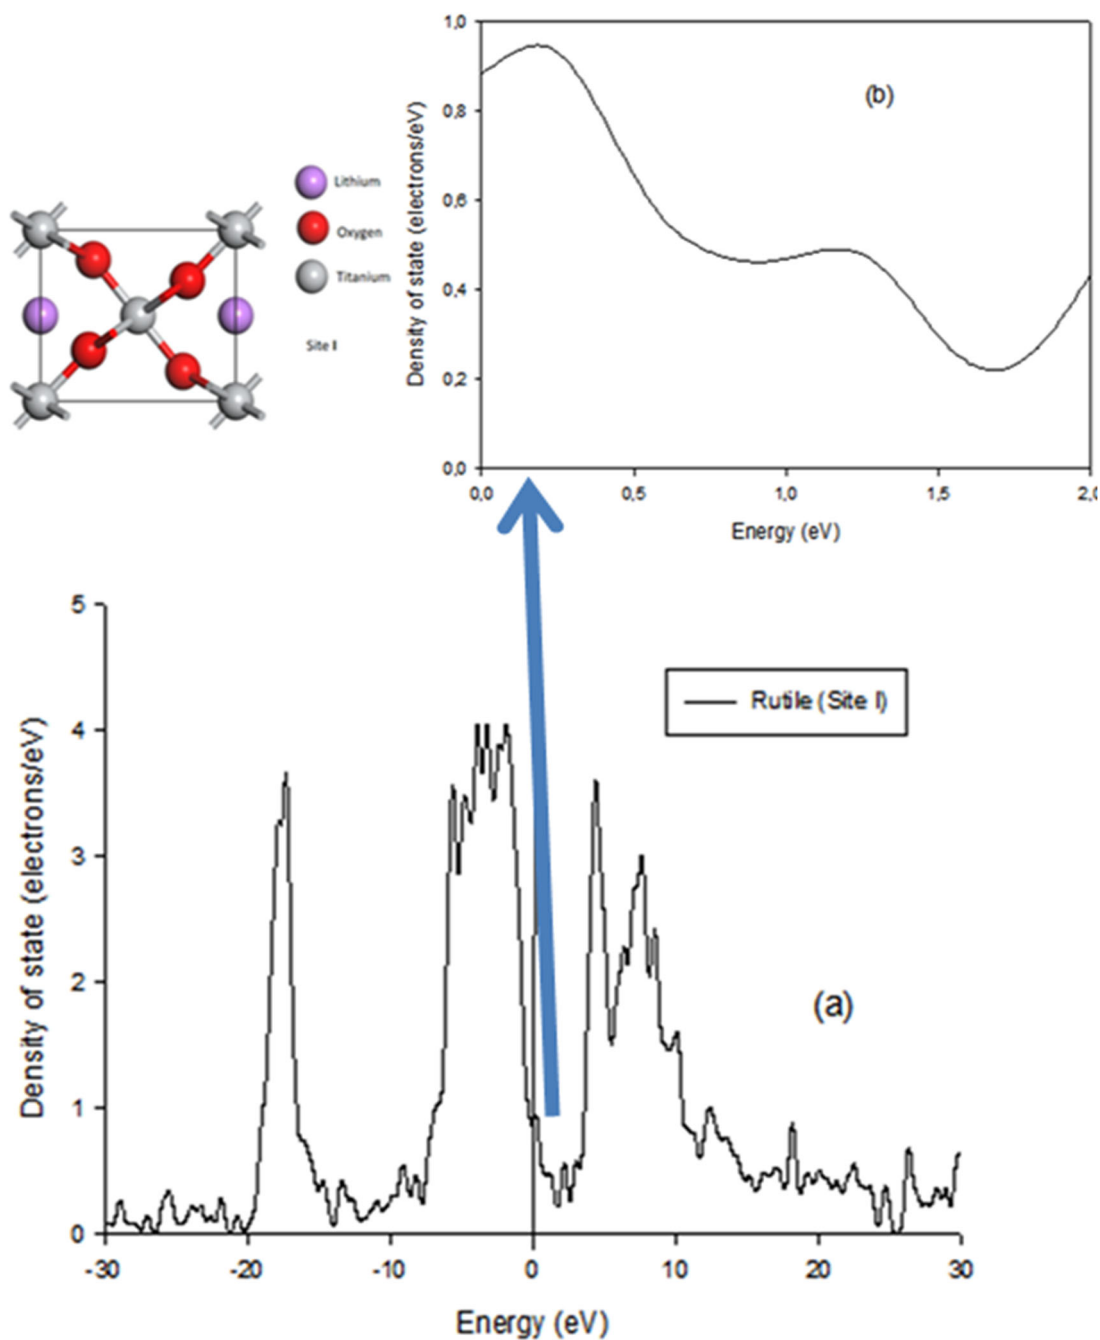 Lithium
Oxygen
Titanium
Site I
(b)
Density of state (electrons/eV)
1,0
0,8
0,6
0,4
0,2
0,0
0,0 0,5 1,0 1,5 2,0
Energy (eV)
Rutile (Site I)
(a)
Density of state (electrons/eV)
5
4
3
2
1
0
-30 -20 -10 0 10 20 30
Energy (eV)